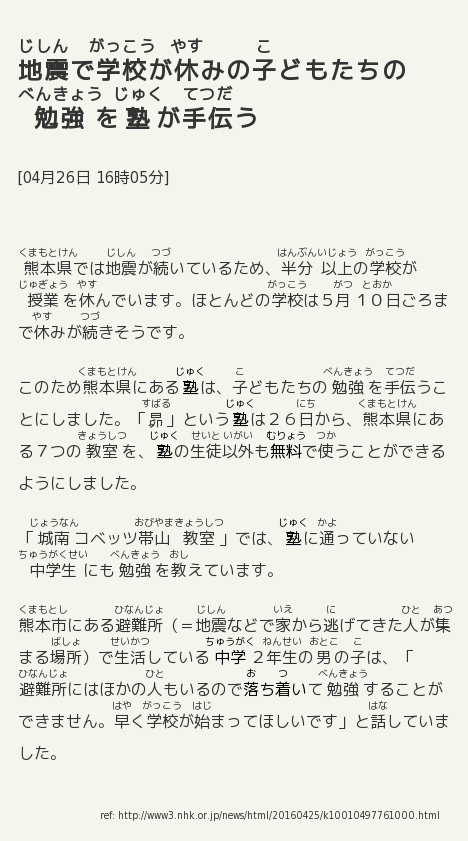 じしん がっこう やす こ
地震で学校が休みの子どもたちの
べんきょう じゅく てつだ
勉強 を 塾 が手伝う
[04月26日 16時05分]
くまもとけん じしん つづ はんぶんいじょう がっこう
熊本県では地震が続いているため、半分 以上の学校が
じゅぎょう やす がっこう がつ とおか
授業 を休んでいます。ほとんどの学校は５月 １０日ごろま
やす つづ
で休みが続きそうです。
くまもとけん じゅく こ べんきょう てつだ
このため熊本県にある 塾 は、子どもたちの 勉強 を手伝うこ
すばる じゅく にち くまもとけん
とにしました。「 昴 」という 塾 は２６日から、熊本県にあ
きょうしつ じゅく せいと いがい むりょう つか
る７つの 教室 を、 塾 の生徒以外も無料で使うことができる
ようにしました。
じょうなん おびやまきょうしつ じゅく かよ
「 城南 コベッツ帯山 教室 」では、 塾 に通っていない
ちゅうがくせい べんきょう おし
中学生 にも 勉強 を教えています。
くまもとし ひなんじょ じしん いえ に ひと あつ
熊本市にある避難所（＝地震などで家から逃げてきた人が集
ばしょ せいかつ ちゅうがく ねんせい おとこ こ
まる場所）で生活している 中学 ２年生の 男 の子は、「
ひなんじょ ひと お つ べんきょう
避難所にはほかの人もいるので落ち着いて 勉強 することが
はや がっこう はじ はな
できません。早く学校が始まってほしいです」と話していま
した。
ref: http://www3.nhk.or.jp/news/html/20160425/k10010497761000.html